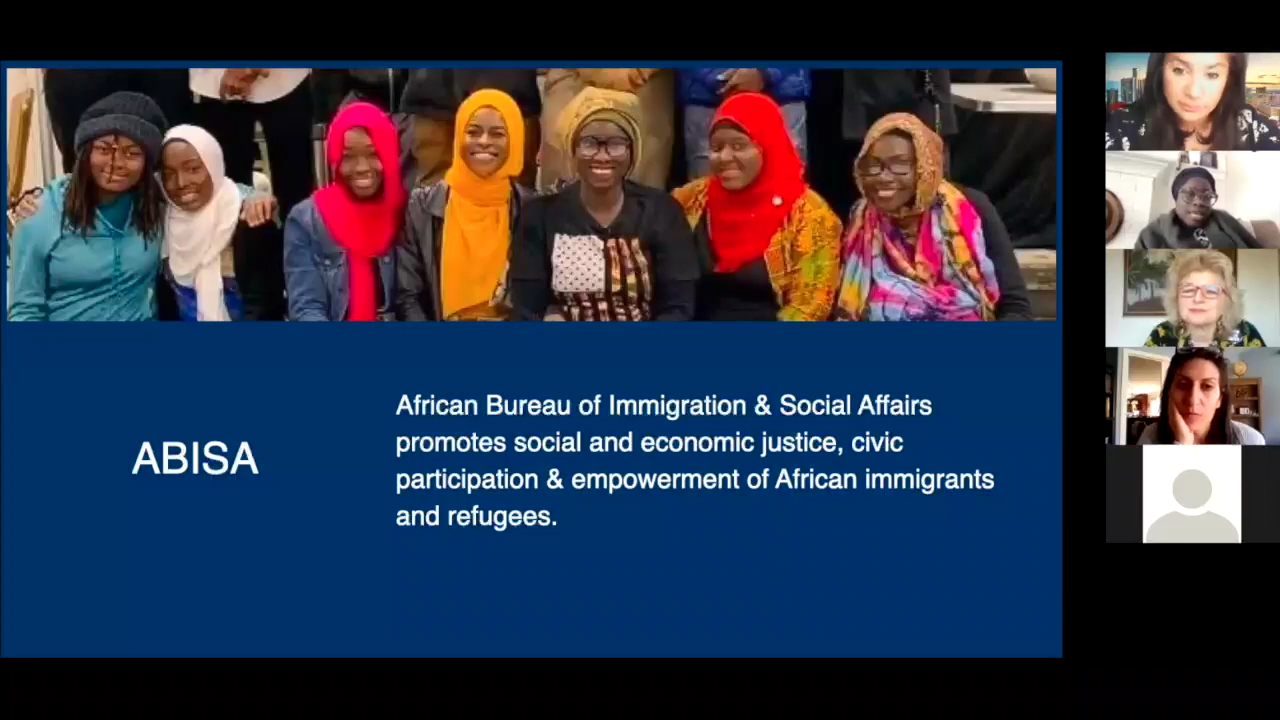 ABISA
African Bureau of Immigration & Social Affairs
promotes social and economic justice, civic
participation & empowerment of African immigrants
and refugees.